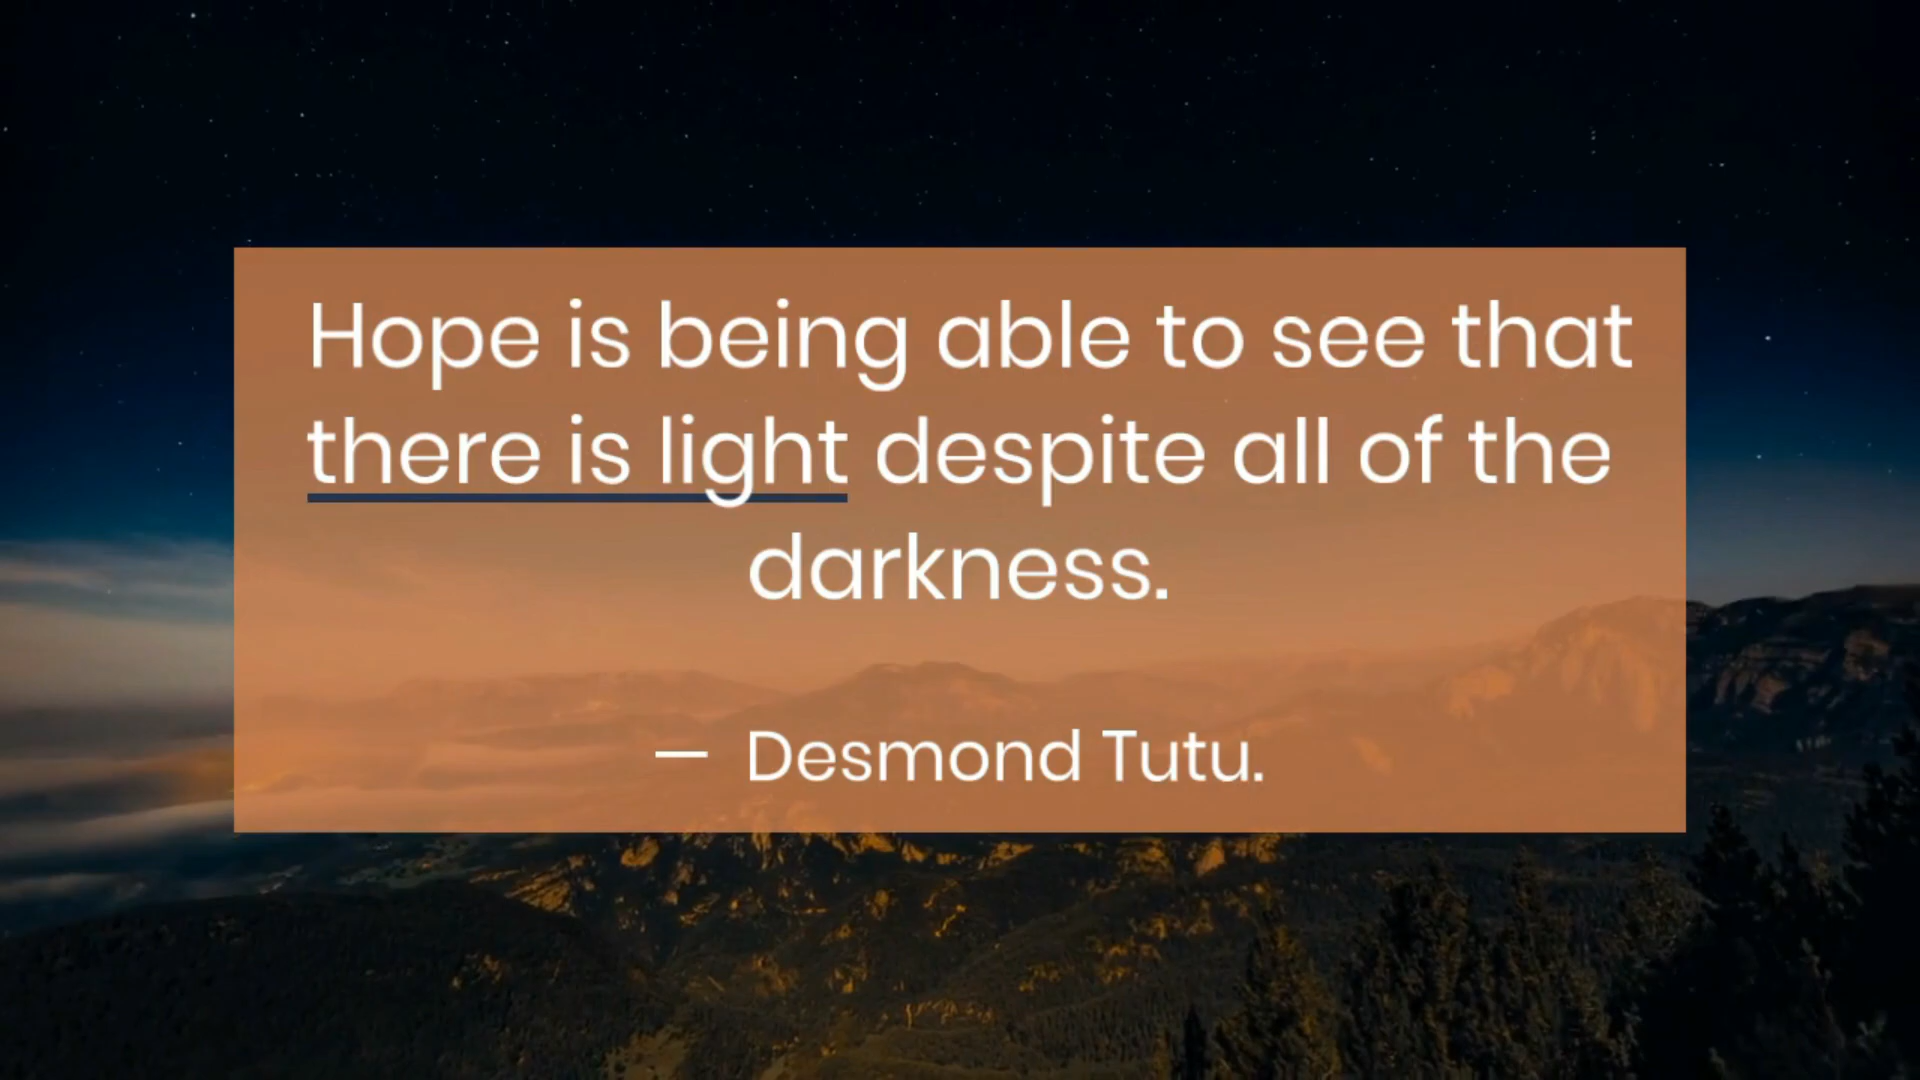 Hope is being able to see that
there is light despite all of the
darkness.
— Desmond Tutu.